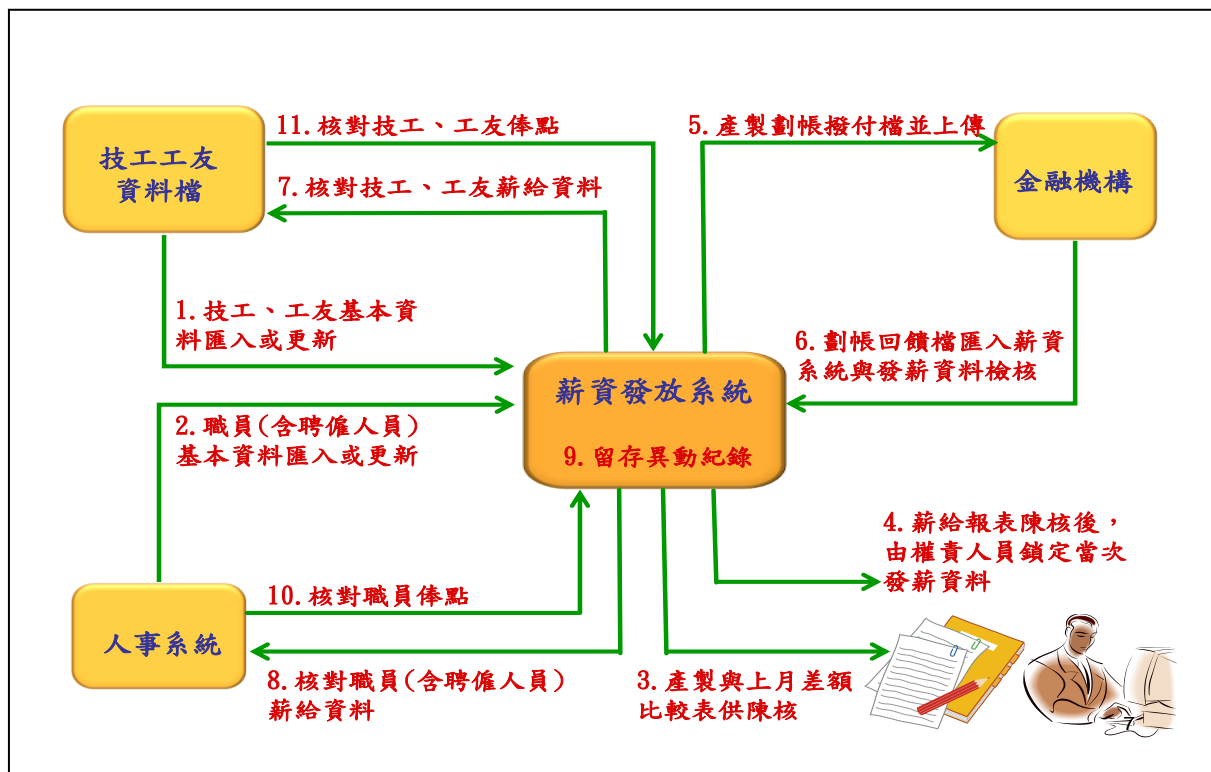 技工工友
資料檔
11.核對技工、工友俸點
7.核對技工、工友薪給資料
5.產製劃帳撥付檔並上傳
金融機構
1.技工、工友基本資
料匯入或更新
6.劃帳回饋檔匯入薪資
系統與發薪資料檢核
薪資發放系統
9.留存異動紀錄
2.職員(含聘僱人員)
基本資料匯入或更新
4.薪給報表陳核後，
由權責人員鎖定當次
發薪資料
人事系統
10.核對職員俸點
8.核對職員(含聘僱人員)
薪給資料
3.產製與上月差額
比較表供陳核